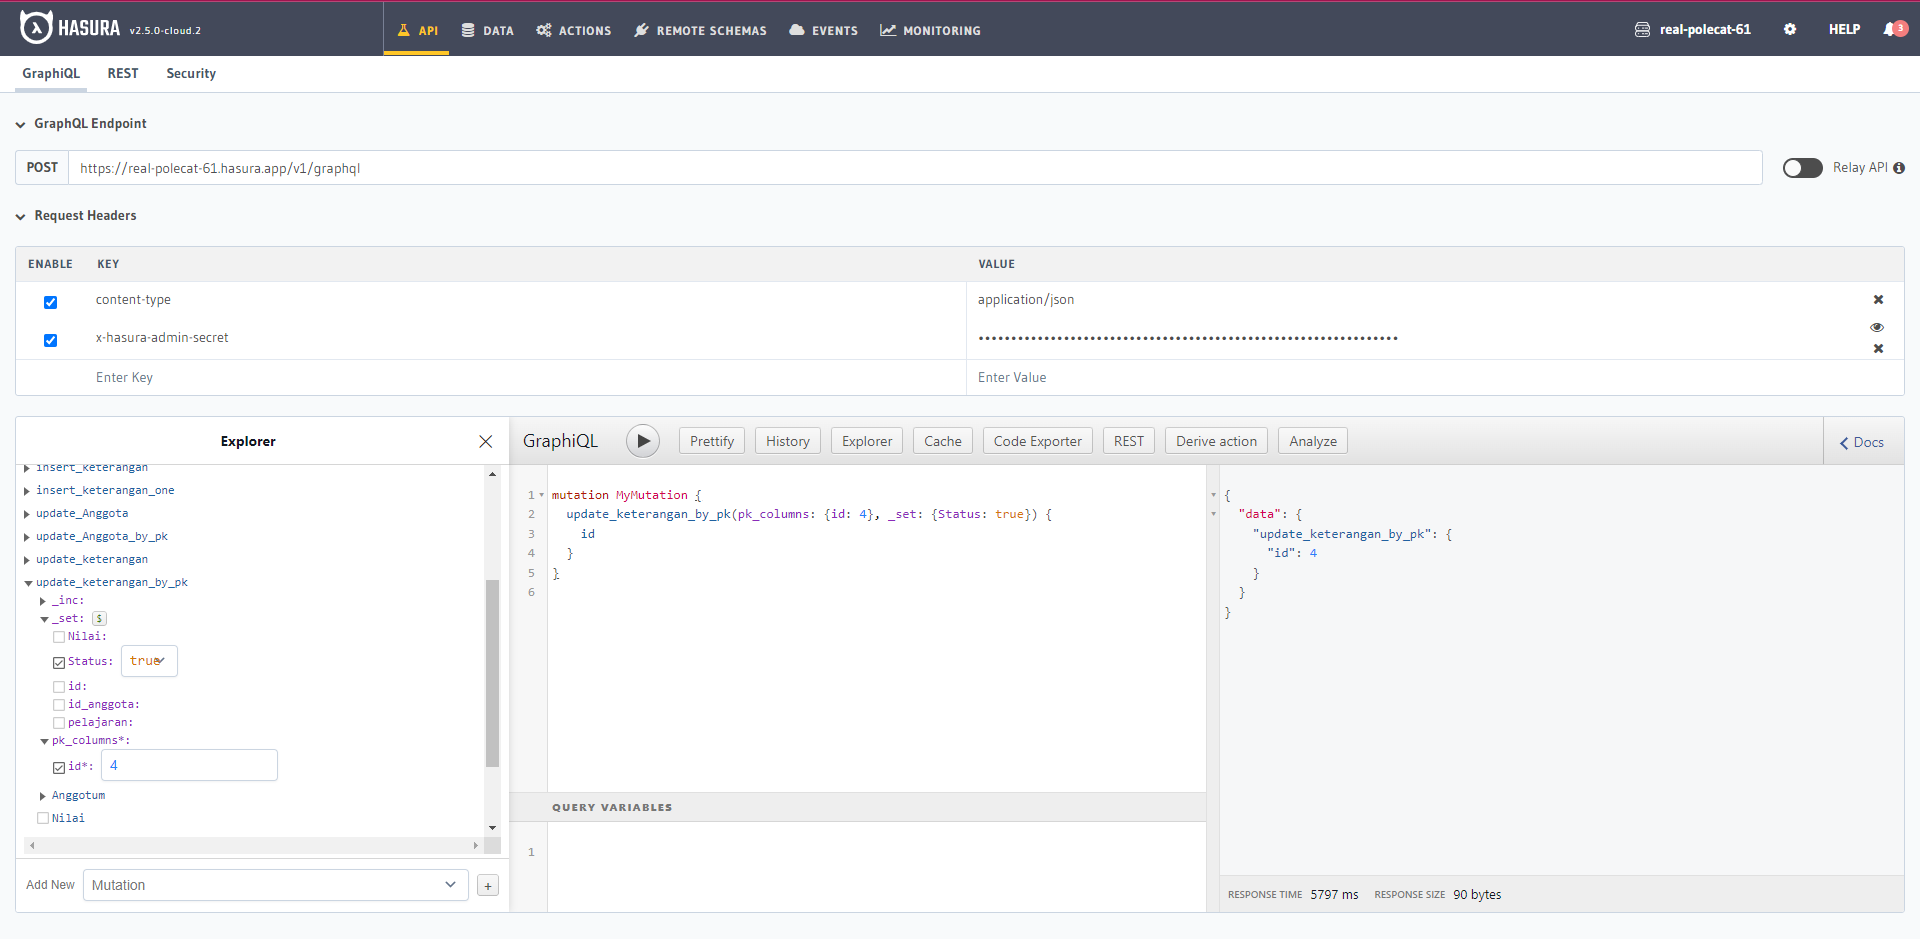 HASURA v2.5.0-cloud.2 API DATA ACTIONS REMOTE SCHEMAS EVENTS MONITORING real-polecat-61 HELP 3
GraphiQL REST Security
GraphQL Endpoint
POST https://real-polecat-61.hasura.app/v1/graphql Relay API
Request Headers
ENABLE KEY VALUE
content-type application/json
x-hasura-admin-secret ••••••••••••••••••••••••••••••••••••••••••••••••••••••••••••••••
Enter Key Enter Value
Explorer
insert_keterangan
insert_keterangan_one
update_Anggota
update_Anggota_by_pk
update_keterangan
update_keterangan_by_pk
_inc:
_set: $
Nilai:
Status: true
id:
id_anggota:
pelajaran:
pk_columns*:
id*: 4
Anggotum
Nilai
Add New Mutation +
GraphiQL Prettify History Explorer Cache Code Exporter REST Derive action Analyze Docs
1 mutation MyMutation {
2 update_keterangan_by_pk(pk_columns: {id: 4}, _set: {Status: true}) {
3 id
4 }
5 }
6
QUERY VARIABLES
1
{
"data": {
"update_keterangan_by_pk": {
"id": 4
}
}
}
RESPONSE TIME 5797 ms RESPONSE SIZE 90 bytes